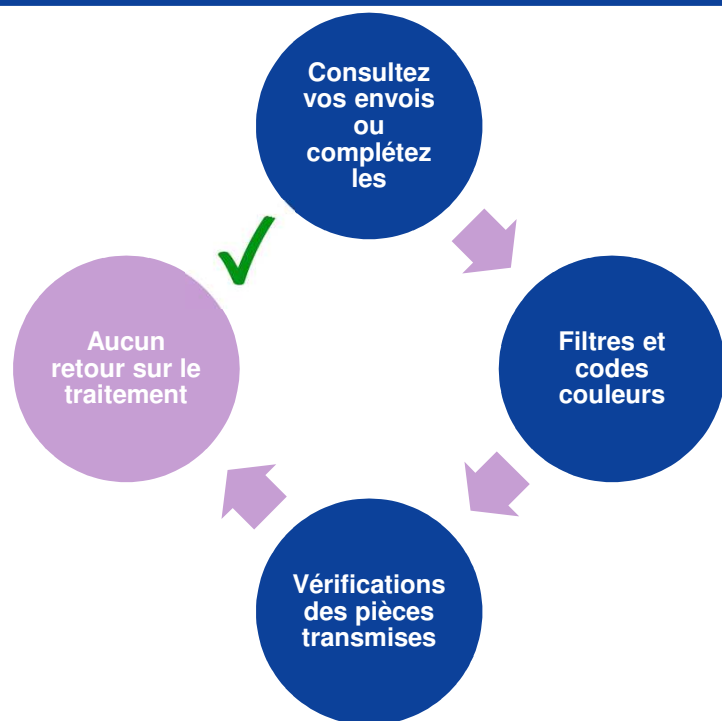 Consultez
vos envois
ou
complétez
les
Filtres et
codes
couleurs
Vérifications
des pièces
transmises
Aucun
retour sur le
traitement